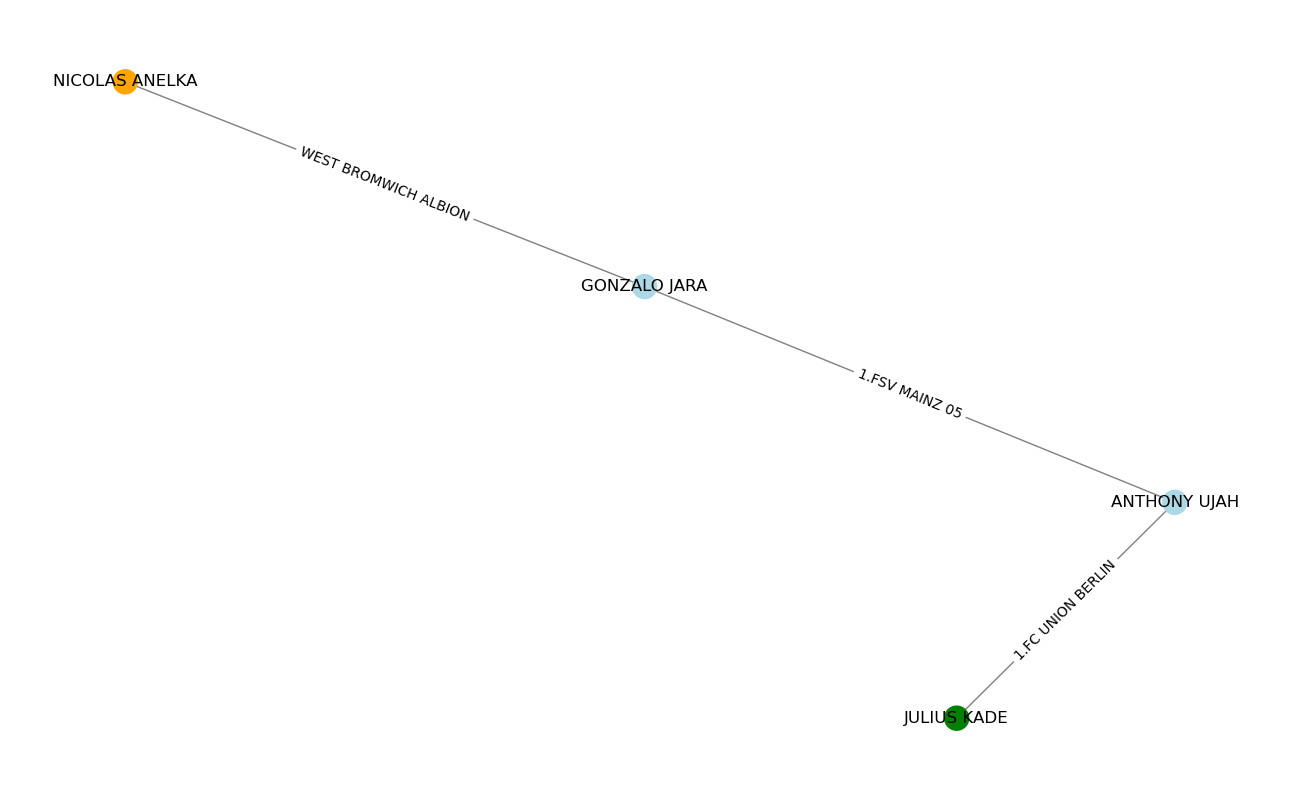 NICOLAS ANELKA
WEST BROMWICH ALBION
GONZALO JARA
1.FSV MAINZ 05
ANTHONY UJAH
1.FC UNION BERLIN
JULIUS KADE